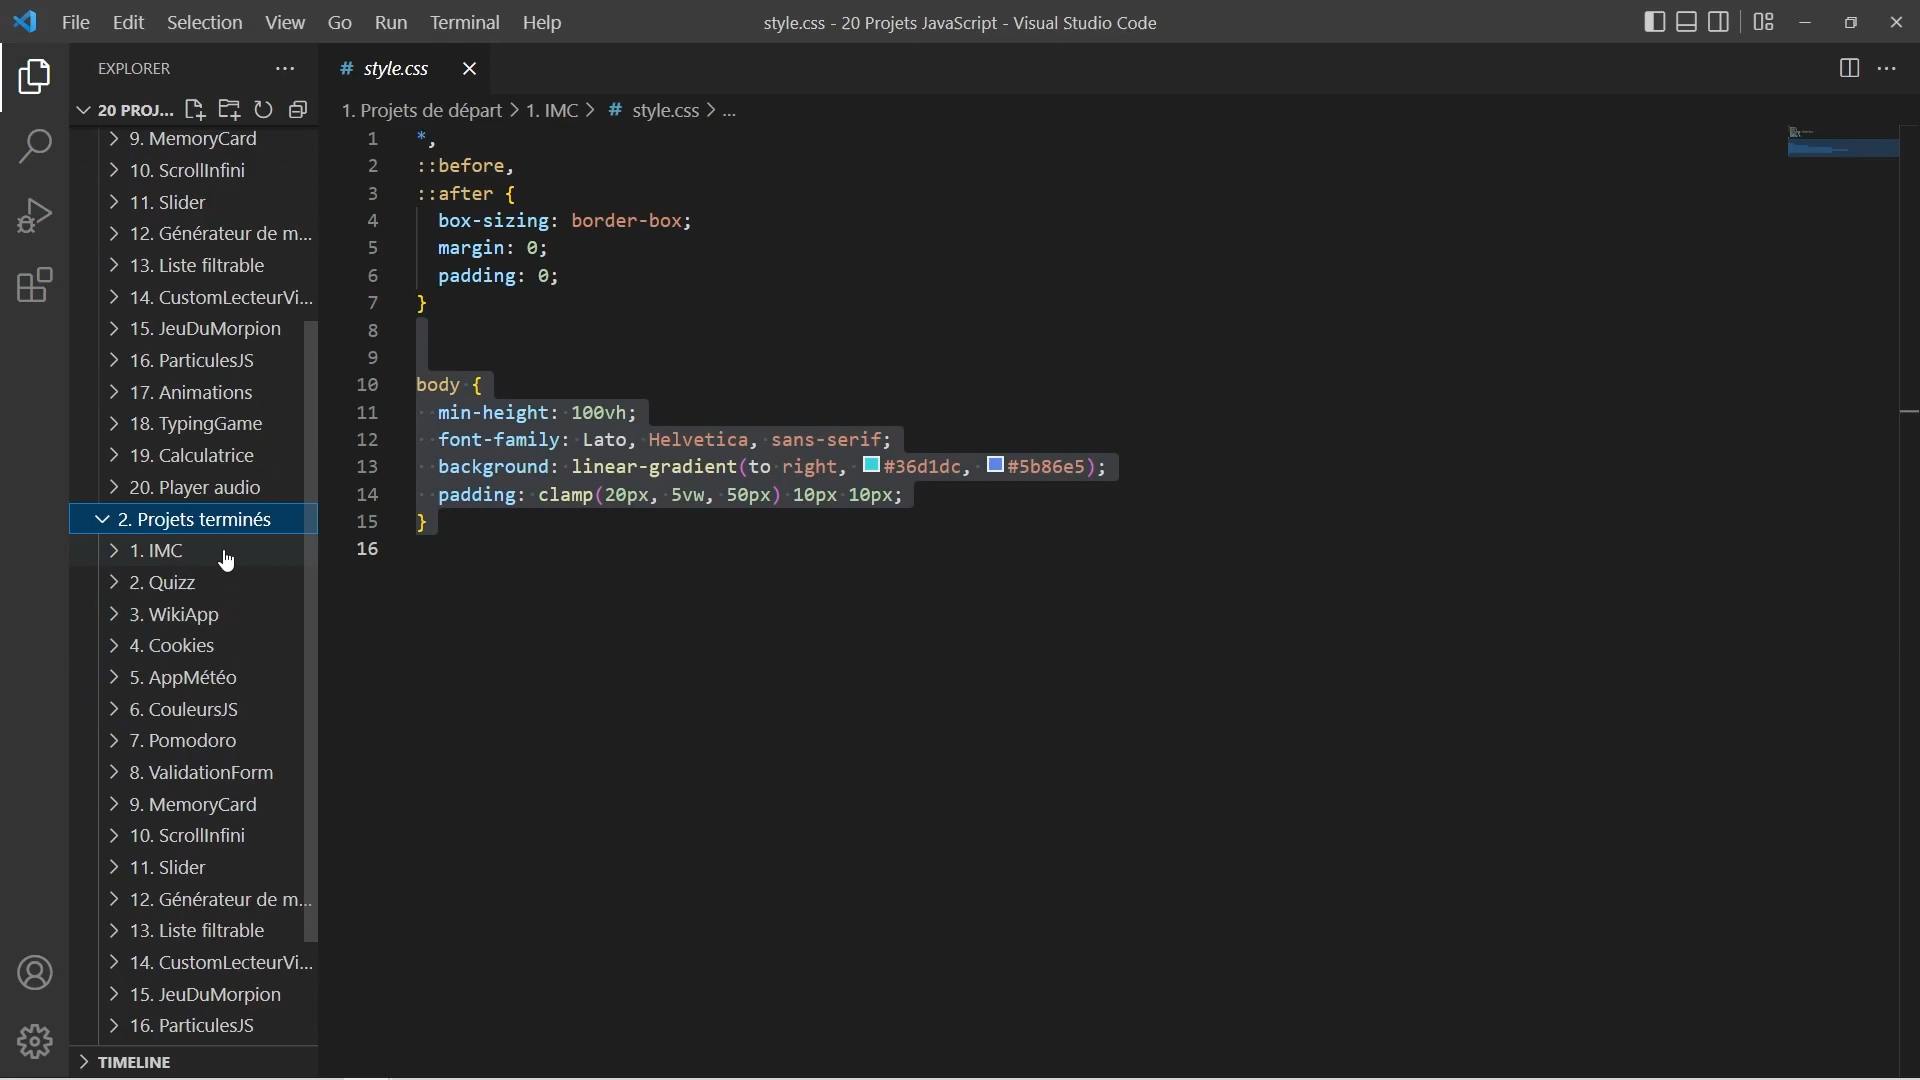 File Edit Selection View Go Run Terminal Help
style.css - 20 Projets JavaScript - Visual Studio Code
EXPLORER
20 PROJ...
9. MemoryCard
10. ScrollInfini
11. Slider
12. Générateur de m...
13. Liste filtrable
14. CustomLecteurVi...
15. JeuDuMorpion
16. ParticulesJS
17. Animations
18. TypingGame
19. Calculatrice
20. Player audio
2. Projets terminés
1. IMC
2. Quizz
3. WikiApp
4. Cookies
5. AppMétéo
6. CouleursJS
7. Pomodoro
8. ValidationForm
9. MemoryCard
10. ScrollInfini
11. Slider
12. Générateur de m...
13. Liste filtrable
14. CustomLecteurVi...
15. JeuDuMorpion
16. ParticulesJS
TIMELINE
# style.css
1. Projets de départ > 1. IMC > # style.css > ...
1 *,
2 ::before,
3 ::after {
4 box-sizing: border-box;
5 margin: 0;
6 padding: 0;
7 }
8
9
10 body {
11 min-height: 100vh;
12 font-family: Lato, Helvetica, sans-serif;
13 background: linear-gradient(to right, #36d1dc, #5b86e5);
14 padding: clamp(20px, 5vw, 50px) 10px 10px;
15 }
16